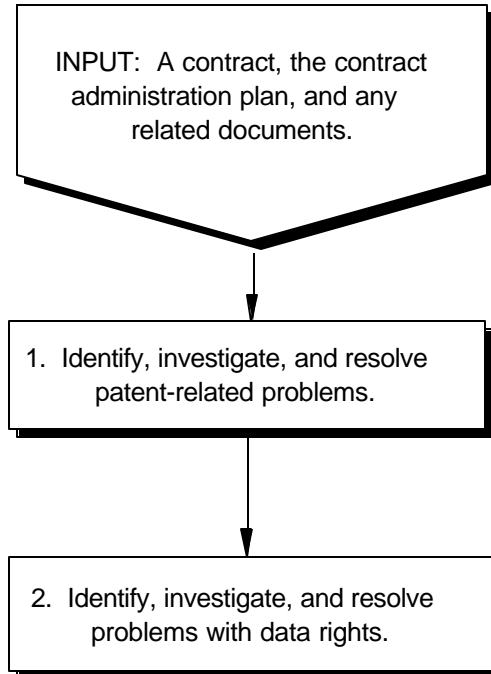 INPUT: A contract, the contract
administration plan, and any
related documents.
1. Identify, investigate, and resolve
patent-related problems.
2. Identify, investigate, and resolve
problems with data rights.